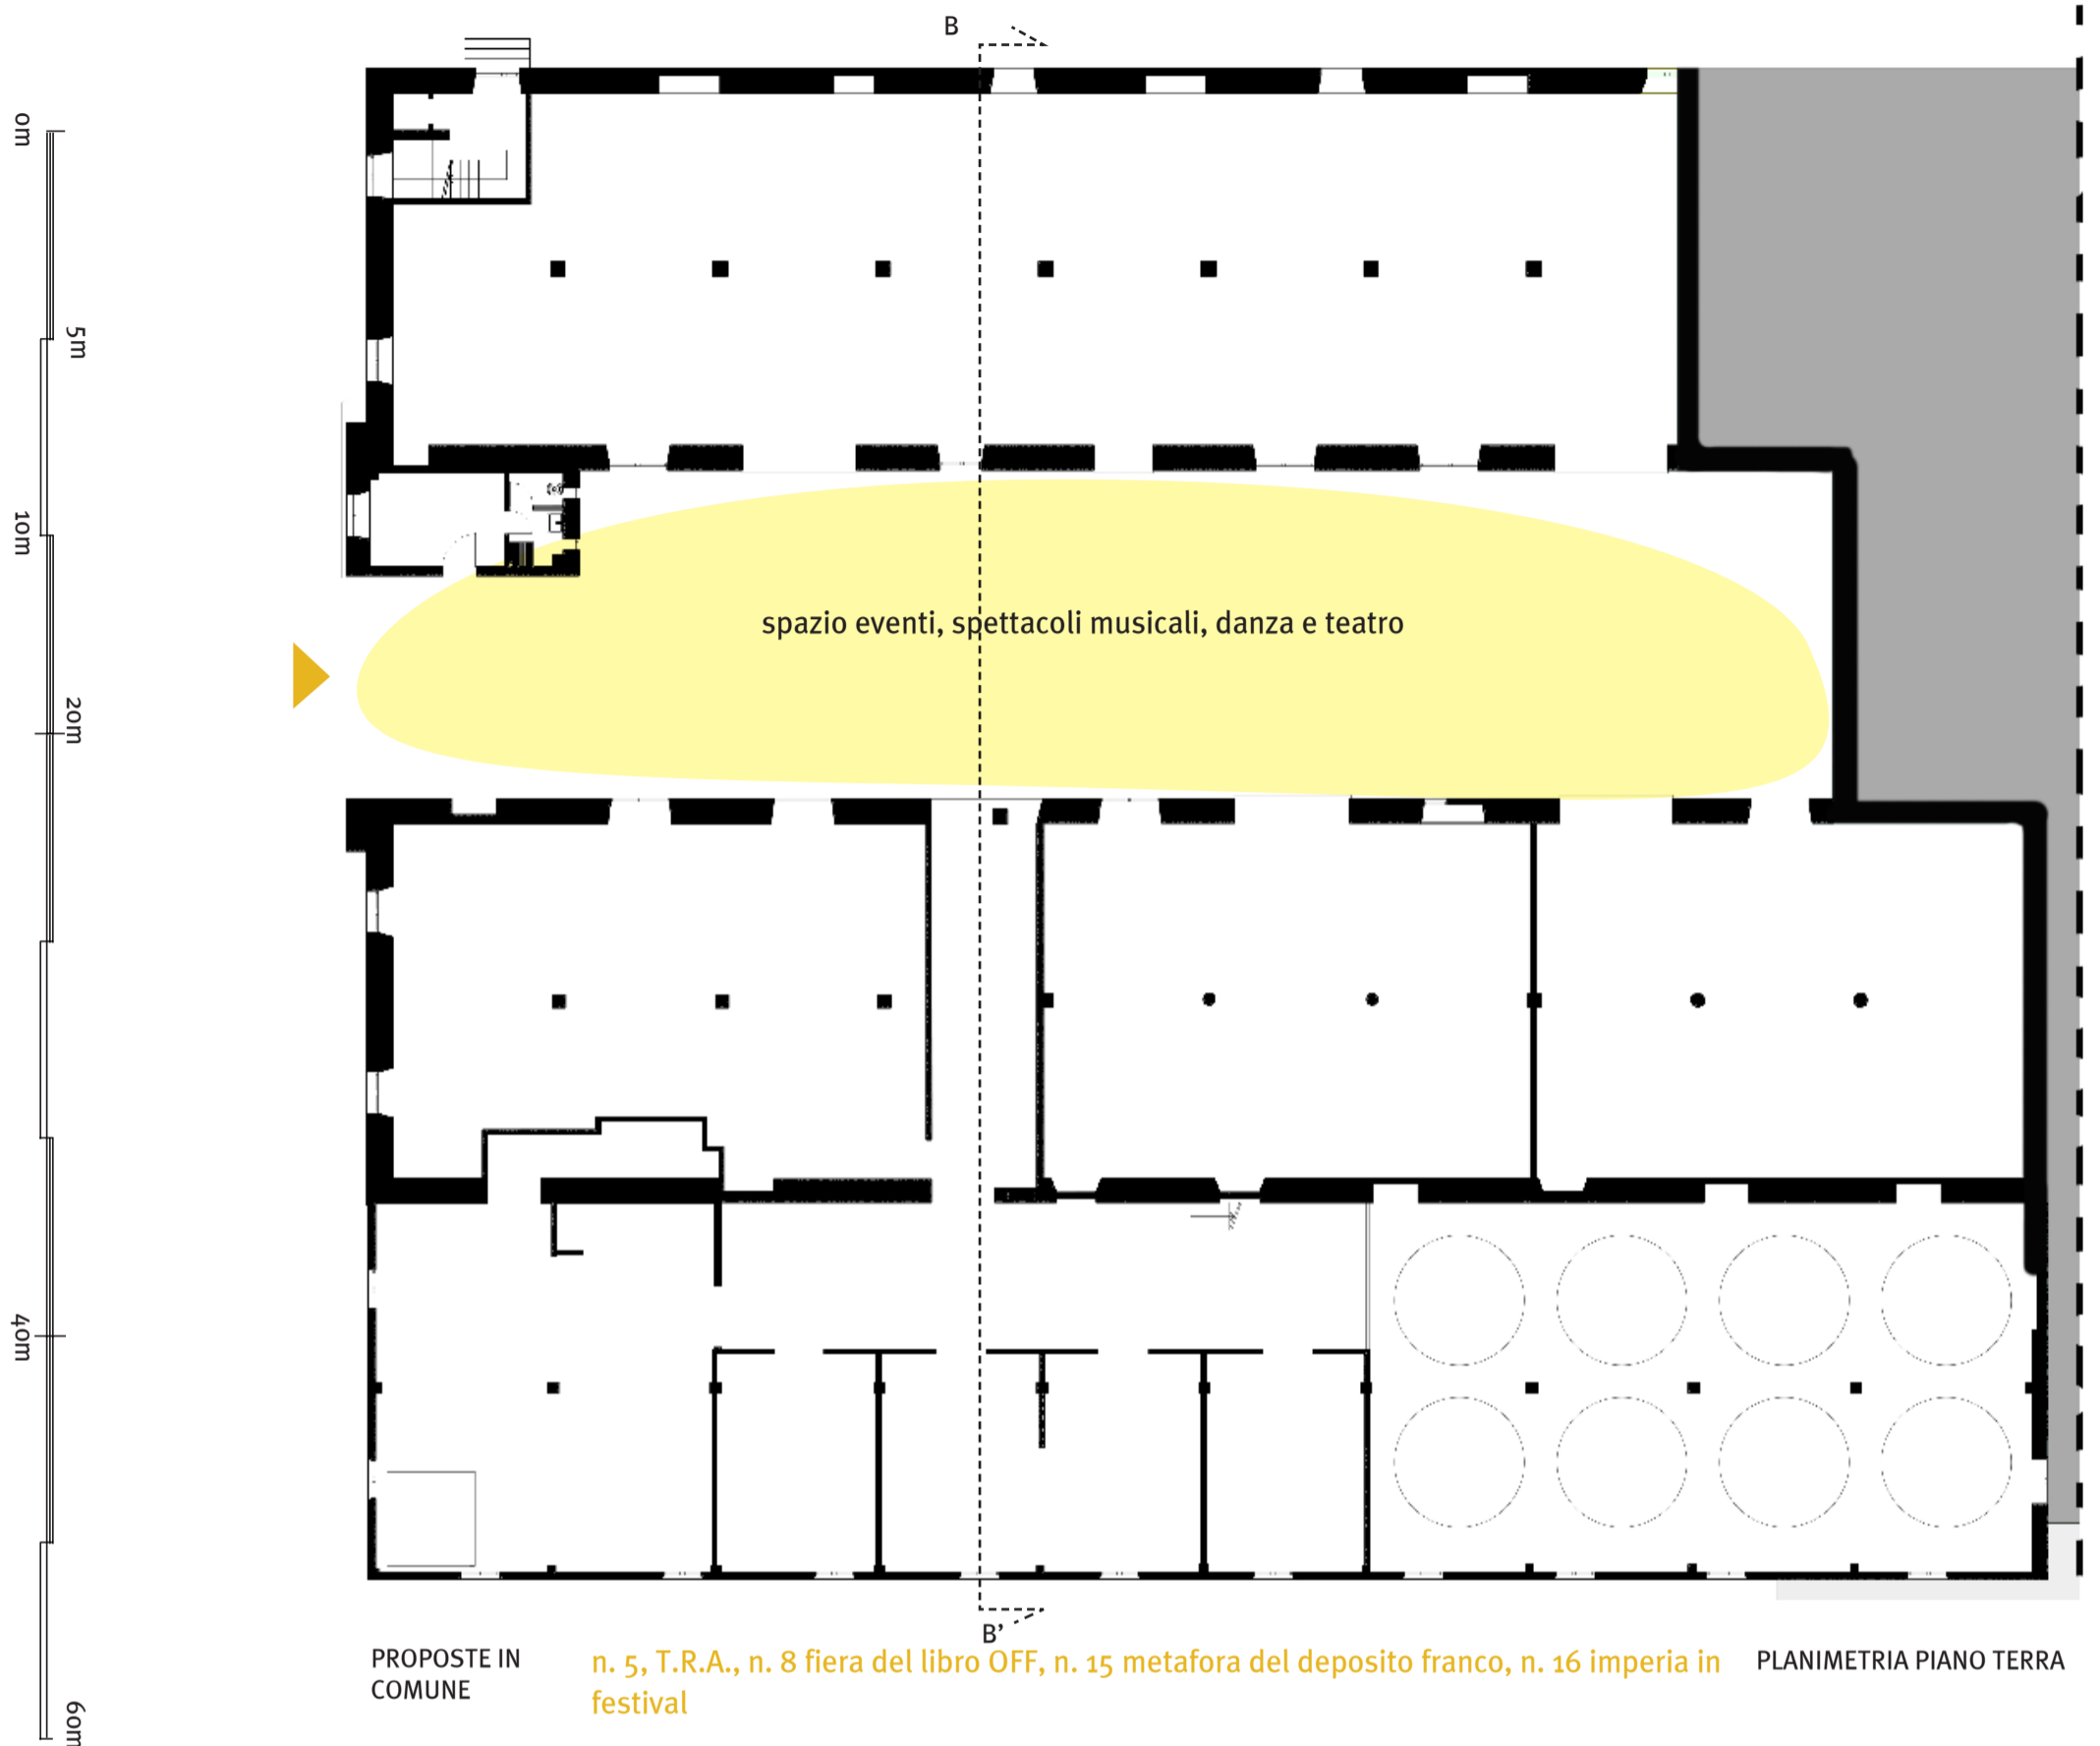 B
0m
5m
10m
20m
40m
60m
spazio eventi, spettacoli musicali, danza e teatro
B’
PROPOSTE IN
COMUNE
n. 5, T.R.A., n. 8 fiera del libro OFF, n. 15 metafora del deposito franco, n. 16 imperia in
festival
PLANIMETRIA PIANO TERRA